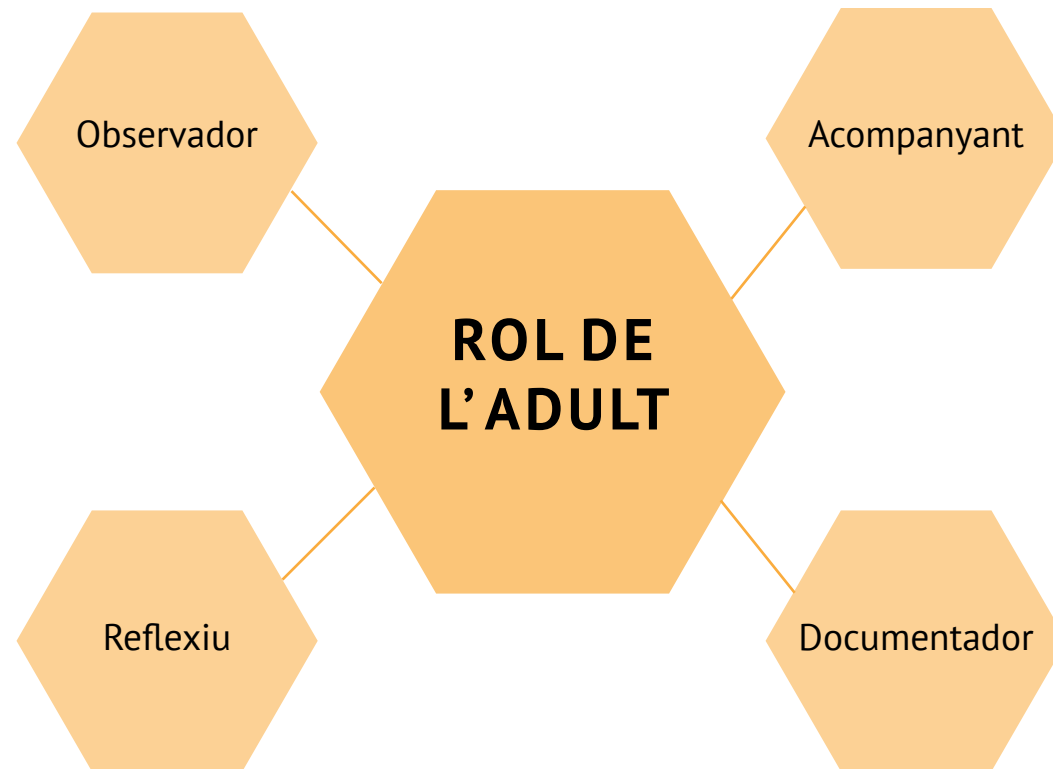 Observador
Acompanyant
ROL DE
L’ADULT
Reflexiu
Documentador